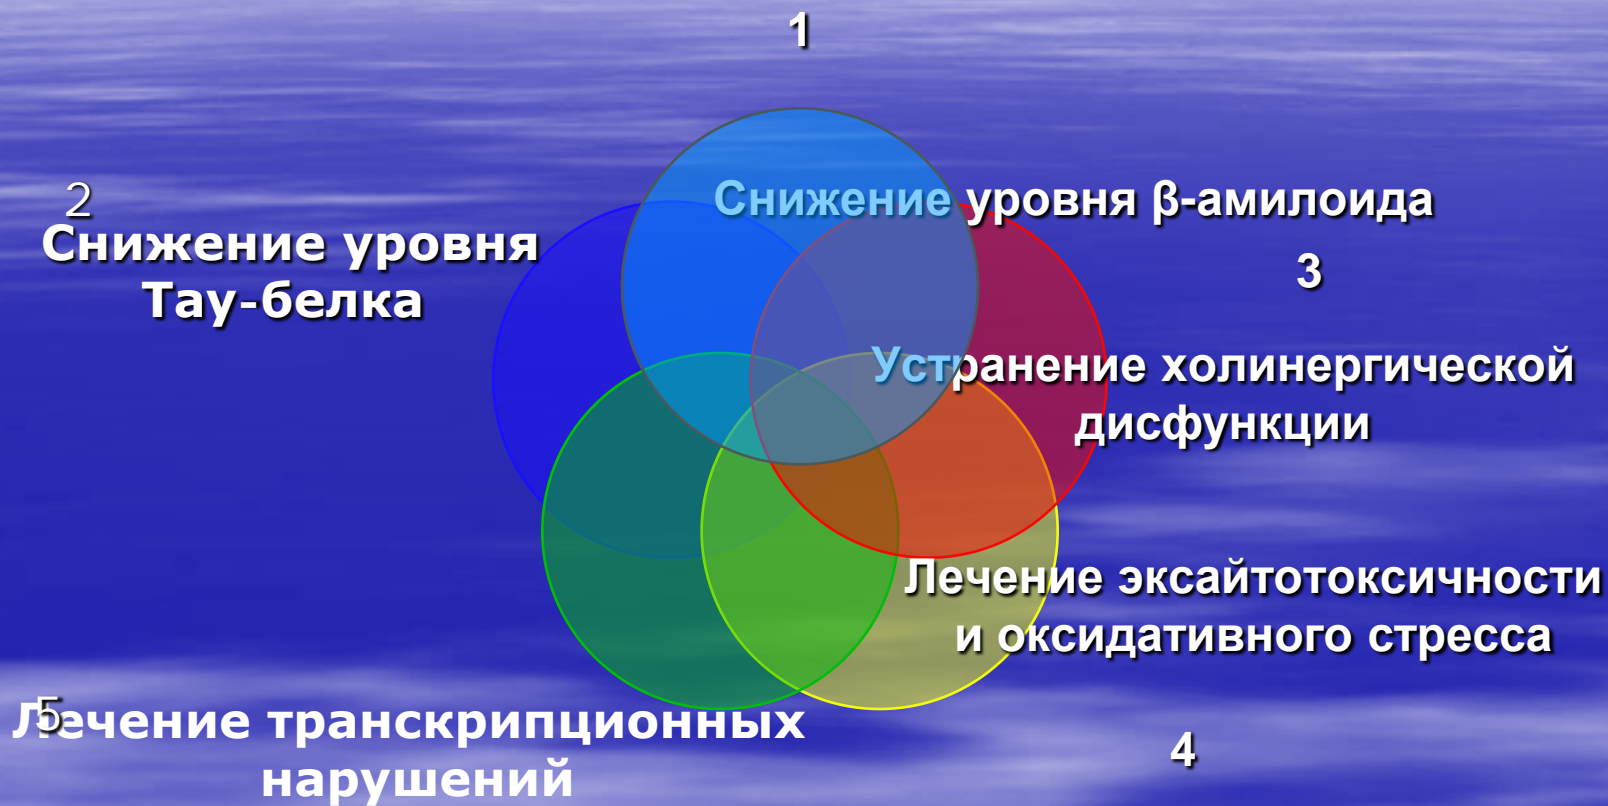 1
Снижение уровня β-амилоида
2
Снижение уровня
Тау-белка
3
Устранение холинергической
дисфункции
Лечение эксайтотоксичности
и оксидативного стресса
4
5
Лечение транскрипционных
нарушений